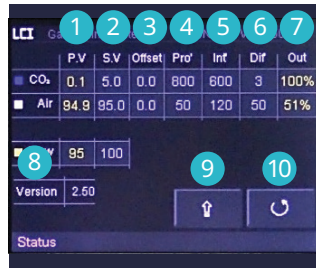 1 2 3 4 5 6 7
LCI Ga
P.V S.V Offset Pro' Int' Dif' Out
CO₂ 0.1 5.0 0.0 800 600 3 100%
Air 94.9 95.0 0.0 50 120 50 51%
8 95 100
9 10
Version 2.50
Status